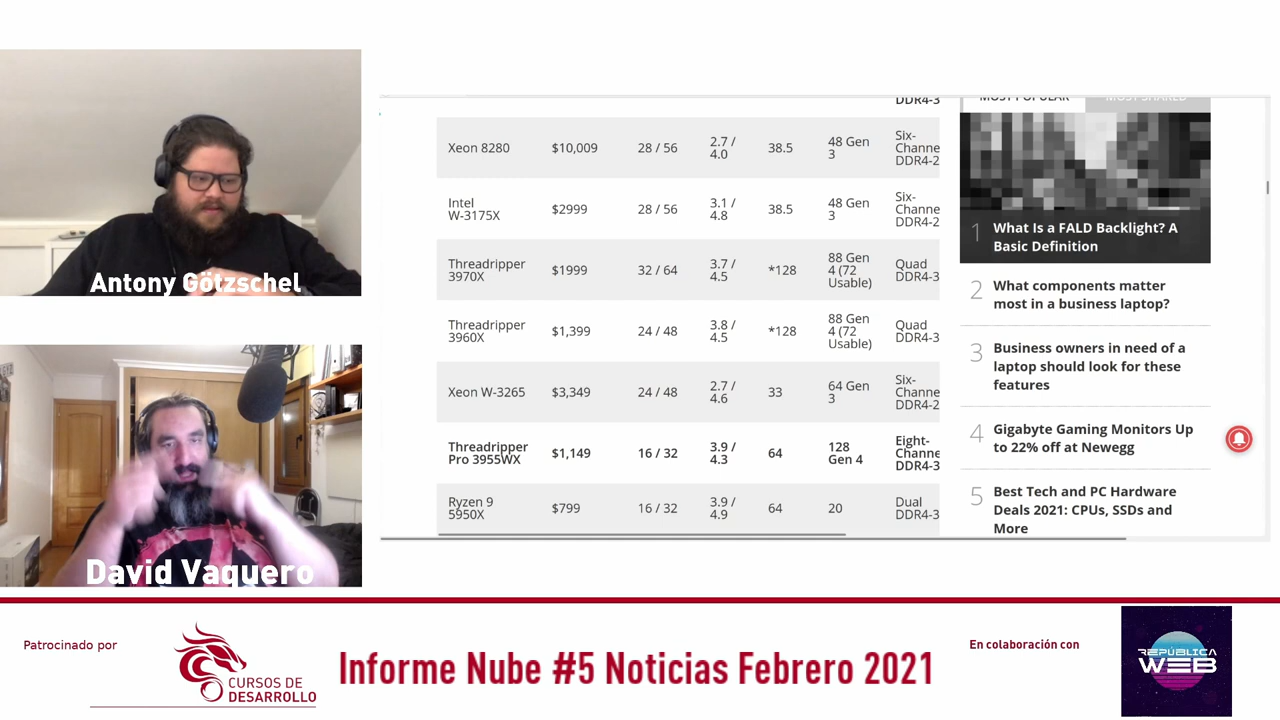 Antony Götzschel
David Vaquero
DDR4-3
Xeon 8280 $10,009 28 / 56 2.7 / 4.0 38.5 48 Gen 3 Six-Channe DDR4-2
Intel W-3175X $2999 28 / 56 3.1 / 4.8 38.5 48 Gen 3 Six-Channe DDR4-2
Threadripper 3970X $1999 32 / 64 3.7 / 4.5 *128 88 Gen 4 (72 Usable) Quad DDR4-3
Threadripper 3960X $1,399 24 / 48 3.8 / 4.5 *128 88 Gen 4 (72 Usable) Quad DDR4-3
Xeon W-3265 $3,349 24 / 48 2.7 / 4.6 33 64 Gen 3 Six-Channe DDR4-2
Threadripper Pro 3955WX $1,149 16 / 32 3.9 / 4.3 64 128 Gen 4 Eight-Channe DDR4-3
Ryzen 9 5950X $799 16 / 32 3.9 / 4.9 64 20 Dual DDR4-3
MOST POPULAR MOST SHARED
1 What Is a FALD Backlight? A
Basic Definition
2 What components matter
most in a business laptop?
3 Business owners in need of a
laptop should look for these
features
4 Gigabyte Gaming Monitors Up
to 22% off at Newegg
5 Best Tech and PC Hardware
Deals 2021: CPUs, SSDs and
More
Patrocinado por
CURSOS DE
DESARROLLO
Informe Nube #5 Noticias Febrero 2021
En colaboración con
REPÚBLICA
WEB